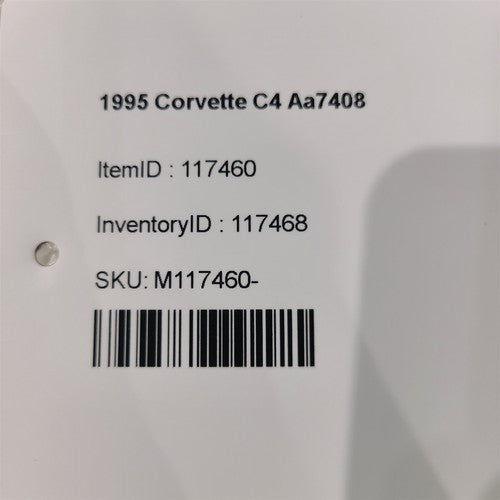 1995 Corvette C4 Aa7408
ItemID : 117460
InventoryID : 117468
SKU: M117460-